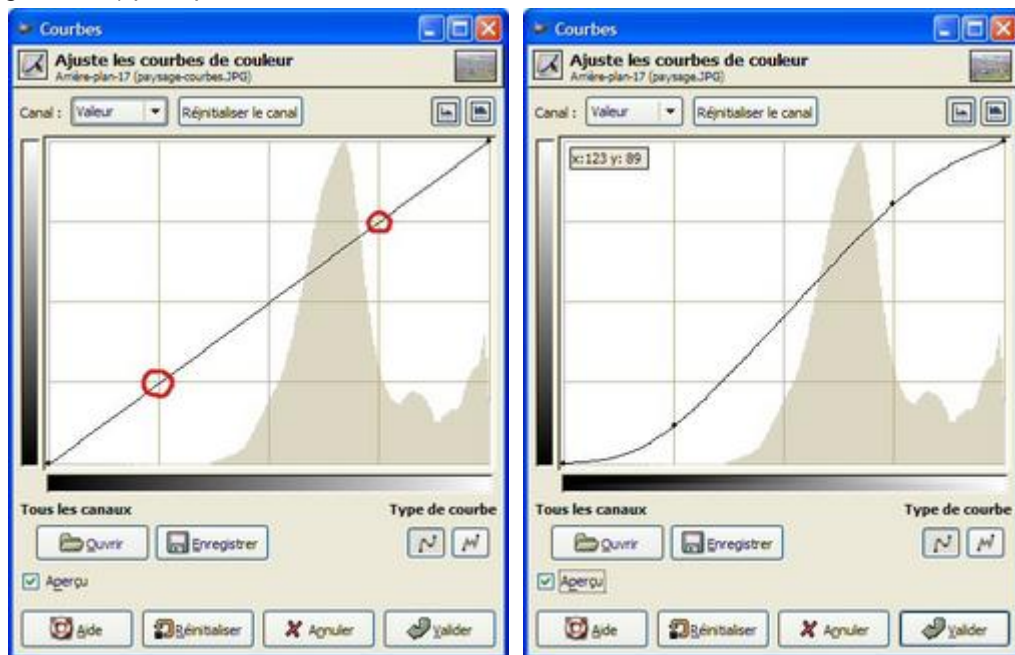 Courbes
Ajuste les courbes de couleur
Arrière-plan-17 (paysage-courbes.JPG)
Canal : Valeur Réinitialiser le canal
Tous les canaux Type de courbe
Ouvrir Enregistrer
Aperçu
Aide Réinitialiser Annuler Valider
Courbes
Ajuste les courbes de couleur
Arrière-plan-17 (paysage.JPG)
Canal : Valeur Réinitialiser le canal
x:123 y: 89
Tous les canaux Type de courbe
Ouvrir Enregistrer
Aperçu
Aide Réinitialiser Annuler Valider